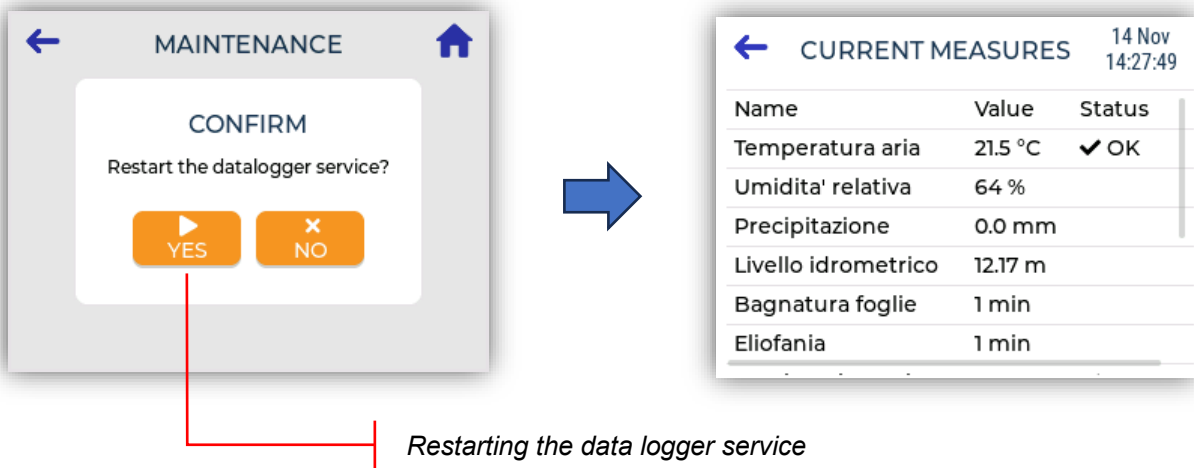 MAINTENANCE
CONFIRM
Restart the datalogger service?
YES
NO
CURRENT MEASURES
14 Nov
14:27:49
Name Value Status
Temperatura aria 21.5 °C OK
Umidita' relativa 64 %
Precipitazione 0.0 mm
Livello idrometrico 12.17 m
Bagnatura foglie 1 min
Eliofania 1 min
Restarting the data logger service